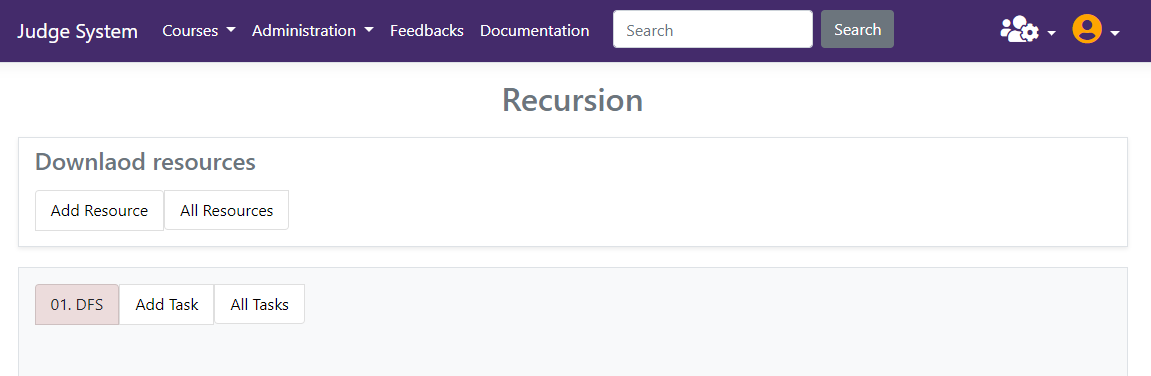 Judge System Courses Administration Feedbacks Documentation Search Search
Recursion
Downlaod resources
Add Resource All Resources
01. DFS Add Task All Tasks